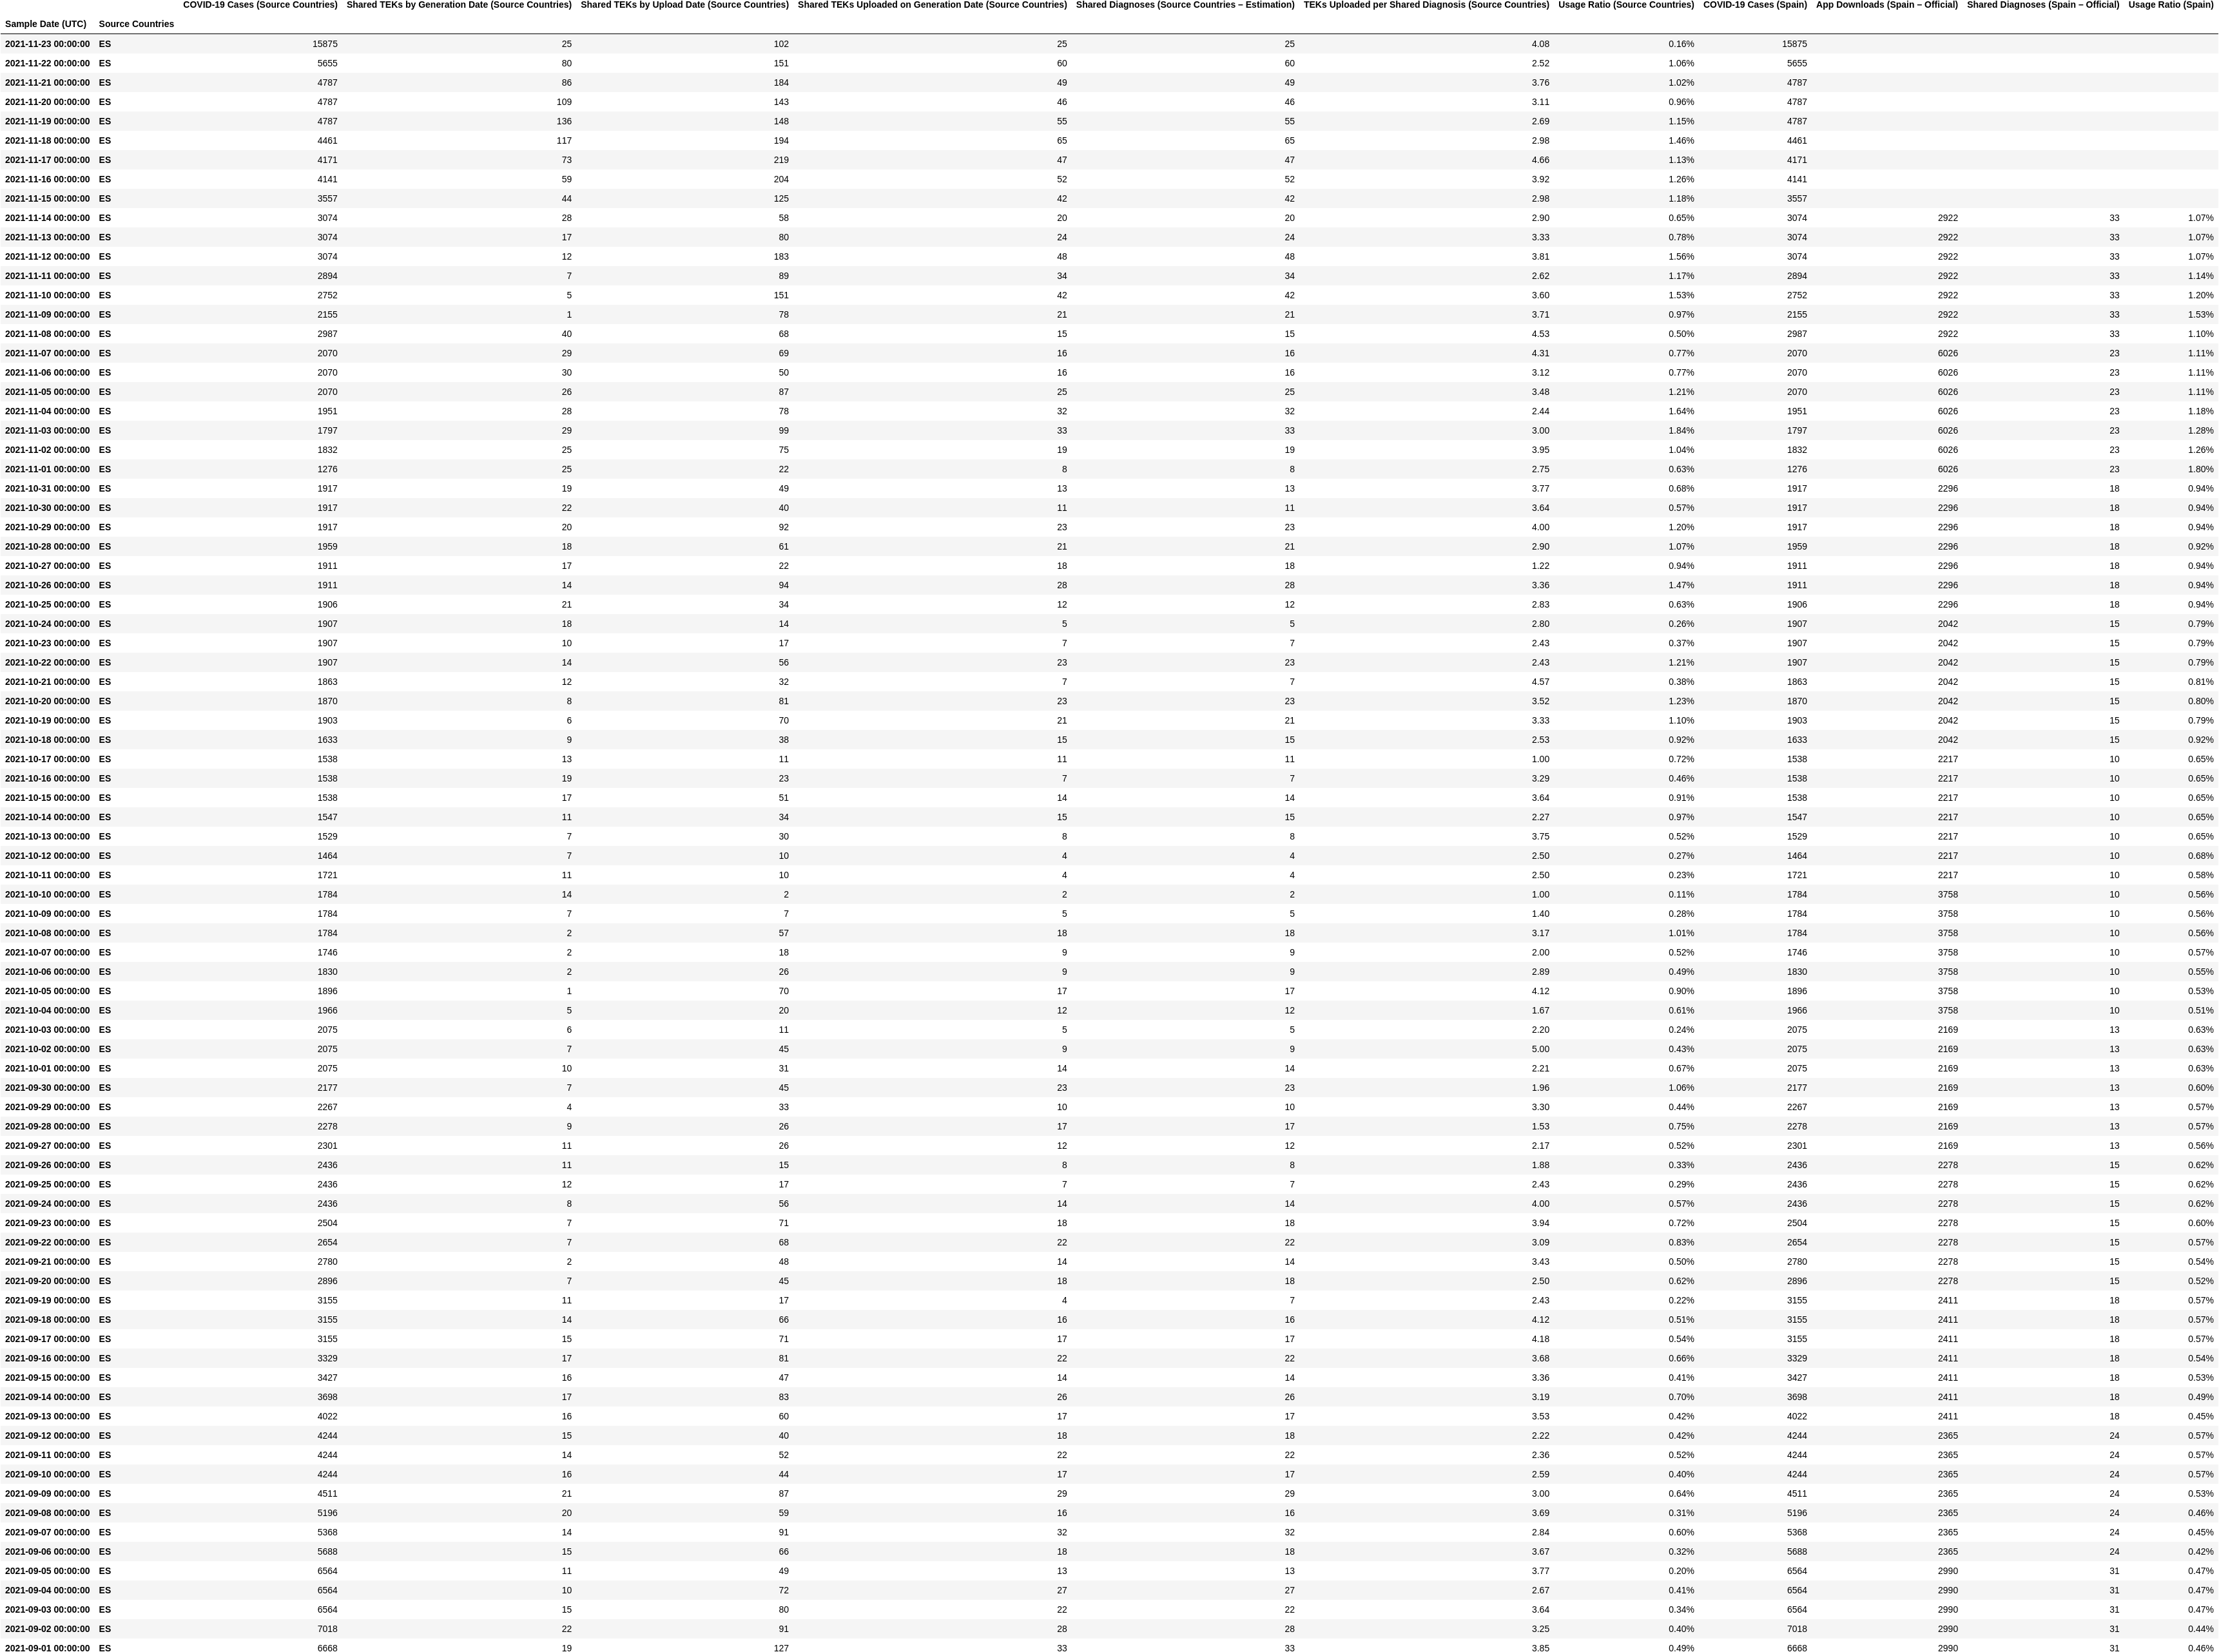 COVID-19 Cases (Source Countries) Shared TEKs by Generation Date (Source Countries) Shared TEKs by Upload Date (Source Countries) Shared TEKs Uploaded on Generation Date (Source Countries) Shared Diagnoses (Source Countries – Estimation) TEKs Uploaded per Shared Diagnosis (Source Countries) Usage Ratio (Source Countries) COVID-19 Cases (Spain) App Downloads (Spain – Official) Shared Diagnoses (Spain – Official) Usage Ratio (Spain)
Sample Date (UTC) Source Countries
2021-11-23 00:00:00 ES 15875 25 102 25 25 4.08 0.16% 15875
2021-11-22 00:00:00 ES 5655 80 151 60 60 2.52 1.06% 5655
2021-11-21 00:00:00 ES 4787 86 184 49 49 3.76 1.02% 4787
2021-11-20 00:00:00 ES 4787 109 143 46 46 3.11 0.96% 4787
2021-11-19 00:00:00 ES 4787 136 148 55 55 2.69 1.15% 4787
2021-11-18 00:00:00 ES 4461 117 194 65 65 2.98 1.46% 4461
2021-11-17 00:00:00 ES 4171 73 219 47 47 4.66 1.13% 4171
2021-11-16 00:00:00 ES 4141 59 204 52 52 3.92 1.26% 4141
2021-11-15 00:00:00 ES 3557 44 125 42 42 2.98 1.18% 3557
2021-11-14 00:00:00 ES 3074 28 58 20 20 2.90 0.65% 3074 2922 33 1.07%
2021-11-13 00:00:00 ES 3074 17 80 24 24 3.33 0.78% 3074 2922 33 1.07%
2021-11-12 00:00:00 ES 3074 12 183 48 48 3.81 1.56% 3074 2922 33 1.07%
2021-11-11 00:00:00 ES 2894 7 89 34 34 2.62 1.17% 2894 2922 33 1.14%
2021-11-10 00:00:00 ES 2752 5 151 42 42 3.60 1.53% 2752 2922 33 1.20%
2021-11-09 00:00:00 ES 2155 1 78 21 21 3.71 0.97% 2155 2922 33 1.53%
2021-11-08 00:00:00 ES 2987 40 68 15 15 4.53 0.50% 2987 2922 33 1.10%
2021-11-07 00:00:00 ES 2070 29 69 16 16 4.31 0.77% 2070 6026 23 1.11%
2021-11-06 00:00:00 ES 2070 30 50 16 16 3.12 0.77% 2070 6026 23 1.11%
2021-11-05 00:00:00 ES 2070 26 87 25 25 3.48 1.21% 2070 6026 23 1.11%
2021-11-04 00:00:00 ES 1951 28 78 32 32 2.44 1.64% 1951 6026 23 1.18%
2021-11-03 00:00:00 ES 1797 29 99 33 33 3.00 1.84% 1797 6026 23 1.28%
2021-11-02 00:00:00 ES 1832 25 75 19 19 3.95 1.04% 1832 6026 23 1.26%
2021-11-01 00:00:00 ES 1276 25 22 8 8 2.75 0.63% 1276 6026 23 1.80%
2021-10-31 00:00:00 ES 1917 19 49 13 13 3.77 0.68% 1917 2296 18 0.94%
2021-10-30 00:00:00 ES 1917 22 40 11 11 3.64 0.57% 1917 2296 18 0.94%
2021-10-29 00:00:00 ES 1917 20 92 23 23 4.00 1.20% 1917 2296 18 0.94%
2021-10-28 00:00:00 ES 1959 18 61 21 21 2.90 1.07% 1959 2296 18 0.92%
2021-10-27 00:00:00 ES 1911 17 22 18 18 1.22 0.94% 1911 2296 18 0.94%
2021-10-26 00:00:00 ES 1911 14 94 28 28 3.36 1.47% 1911 2296 18 0.94%
2021-10-25 00:00:00 ES 1906 21 34 12 12 2.83 0.63% 1906 2296 18 0.94%
2021-10-24 00:00:00 ES 1907 18 14 5 5 2.80 0.26% 1907 2042 15 0.79%
2021-10-23 00:00:00 ES 1907 10 17 7 7 2.43 0.37% 1907 2042 15 0.79%
2021-10-22 00:00:00 ES 1907 14 56 23 23 2.43 1.21% 1907 2042 15 0.79%
2021-10-21 00:00:00 ES 1863 12 32 7 7 4.57 0.38% 1863 2042 15 0.81%
2021-10-20 00:00:00 ES 1870 8 81 23 23 3.52 1.23% 1870 2042 15 0.80%
2021-10-19 00:00:00 ES 1903 6 70 21 21 3.33 1.10% 1903 2042 15 0.79%
2021-10-18 00:00:00 ES 1633 9 38 15 15 2.53 0.92% 1633 2042 15 0.92%
2021-10-17 00:00:00 ES 1538 13 11 11 11 1.00 0.72% 1538 2217 10 0.65%
2021-10-16 00:00:00 ES 1538 19 23 7 7 3.29 0.46% 1538 2217 10 0.65%
2021-10-15 00:00:00 ES 1538 17 51 14 14 3.64 0.91% 1538 2217 10 0.65%
2021-10-14 00:00:00 ES 1547 11 34 15 15 2.27 0.97% 1547 2217 10 0.65%
2021-10-13 00:00:00 ES 1529 7 30 8 8 3.75 0.52% 1529 2217 10 0.65%
2021-10-12 00:00:00 ES 1464 7 10 4 4 2.50 0.27% 1464 2217 10 0.68%
2021-10-11 00:00:00 ES 1721 11 10 4 4 2.50 0.23% 1721 2217 10 0.58%
2021-10-10 00:00:00 ES 1784 14 2 2 2 1.00 0.11% 1784 3758 10 0.56%
2021-10-09 00:00:00 ES 1784 7 7 5 5 1.40 0.28% 1784 3758 10 0.56%
2021-10-08 00:00:00 ES 1784 2 57 18 18 3.17 1.01% 1784 3758 10 0.56%
2021-10-07 00:00:00 ES 1746 2 18 9 9 2.00 0.52% 1746 3758 10 0.57%
2021-10-06 00:00:00 ES 1830 2 26 9 9 2.89 0.49% 1830 3758 10 0.55%
2021-10-05 00:00:00 ES 1896 1 70 17 17 4.12 0.90% 1896 3758 10 0.53%
2021-10-04 00:00:00 ES 1966 5 20 12 12 1.67 0.61% 1966 3758 10 0.51%
2021-10-03 00:00:00 ES 2075 6 11 5 5 2.20 0.24% 2075 2169 13 0.63%
2021-10-02 00:00:00 ES 2075 7 45 9 9 5.00 0.43% 2075 2169 13 0.63%
2021-10-01 00:00:00 ES 2075 10 31 14 14 2.21 0.67% 2075 2169 13 0.63%
2021-09-30 00:00:00 ES 2177 7 45 23 23 1.96 1.06% 2177 2169 13 0.60%
2021-09-29 00:00:00 ES 2267 4 33 10 10 3.30 0.44% 2267 2169 13 0.57%
2021-09-28 00:00:00 ES 2278 9 26 17 17 1.53 0.75% 2278 2169 13 0.57%
2021-09-27 00:00:00 ES 2301 11 26 12 12 2.17 0.52% 2301 2169 13 0.56%
2021-09-26 00:00:00 ES 2436 11 15 8 8 1.88 0.33% 2436 2278 15 0.62%
2021-09-25 00:00:00 ES 2436 12 17 7 7 2.43 0.29% 2436 2278 15 0.62%
2021-09-24 00:00:00 ES 2436 8 56 14 14 4.00 0.57% 2436 2278 15 0.62%
2021-09-23 00:00:00 ES 2504 7 71 18 18 3.94 0.72% 2504 2278 15 0.60%
2021-09-22 00:00:00 ES 2654 7 68 22 22 3.09 0.83% 2654 2278 15 0.57%
2021-09-21 00:00:00 ES 2780 2 48 14 14 3.43 0.50% 2780 2278 15 0.54%
2021-09-20 00:00:00 ES 2896 7 45 18 18 2.50 0.62% 2896 2278 15 0.52%
2021-09-19 00:00:00 ES 3155 11 17 4 7 2.43 0.22% 3155 2411 18 0.57%
2021-09-18 00:00:00 ES 3155 14 66 16 16 4.12 0.51% 3155 2411 18 0.57%
2021-09-17 00:00:00 ES 3155 15 71 17 17 4.18 0.54% 3155 2411 18 0.57%
2021-09-16 00:00:00 ES 3329 17 81 22 22 3.68 0.66% 3329 2411 18 0.54%
2021-09-15 00:00:00 ES 3427 16 47 14 14 3.36 0.41% 3427 2411 18 0.53%
2021-09-14 00:00:00 ES 3698 17 83 26 26 3.19 0.70% 3698 2411 18 0.49%
2021-09-13 00:00:00 ES 4022 16 60 17 17 3.53 0.42% 4022 2411 18 0.45%
2021-09-12 00:00:00 ES 4244 15 40 18 18 2.22 0.42% 4244 2365 24 0.57%
2021-09-11 00:00:00 ES 4244 14 52 22 22 2.36 0.52% 4244 2365 24 0.57%
2021-09-10 00:00:00 ES 4244 16 44 17 17 2.59 0.40% 4244 2365 24 0.57%
2021-09-09 00:00:00 ES 4511 21 87 29 29 3.00 0.64% 4511 2365 24 0.53%
2021-09-08 00:00:00 ES 5196 20 59 16 16 3.69 0.31% 5196 2365 24 0.46%
2021-09-07 00:00:00 ES 5368 14 91 32 32 2.84 0.60% 5368 2365 24 0.45%
2021-09-06 00:00:00 ES 5688 15 66 18 18 3.67 0.32% 5688 2365 24 0.42%
2021-09-05 00:00:00 ES 6564 11 49 13 13 3.77 0.20% 6564 2990 31 0.47%
2021-09-04 00:00:00 ES 6564 10 72 27 27 2.67 0.41% 6564 2990 31 0.47%
2021-09-03 00:00:00 ES 6564 15 80 22 22 3.64 0.34% 6564 2990 31 0.47%
2021-09-02 00:00:00 ES 7018 22 91 28 28 3.25 0.40% 7018 2990 31 0.44%
2021-09-01 00:00:00 ES 6668 19 127 33 33 3.85 0.49% 6668 2990 31 0.46%